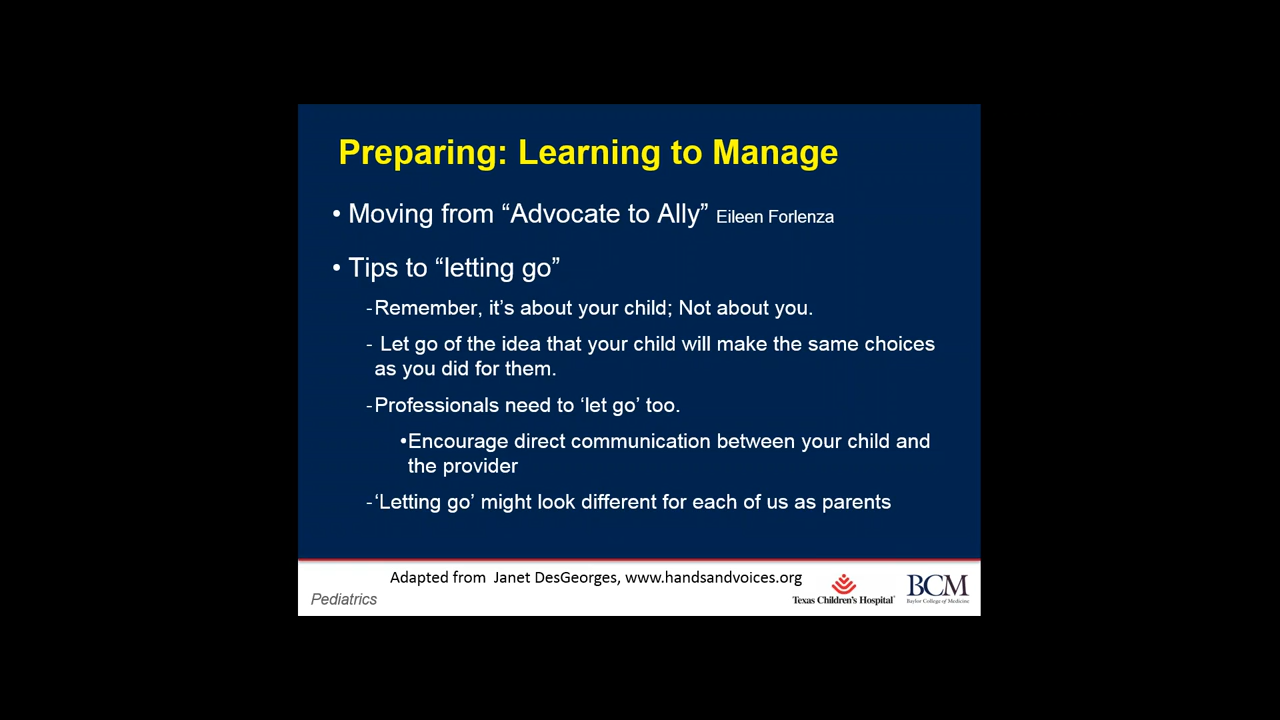 Preparing: Learning to Manage
• Moving from “Advocate to Ally” Eileen Forlenza
• Tips to “letting go”
-Remember, it’s about your child; Not about you.
- Let go of the idea that your child will make the same choices
as you did for them.
-Professionals need to ‘let go’ too.
•Encourage direct communication between your child and
the provider
-‘Letting go’ might look different for each of us as parents
Adapted from  Janet DesGeorges, www.handsandvoices.org
Pediatrics
Texas Children's Hospital
BCM
Baylor College of Medicine